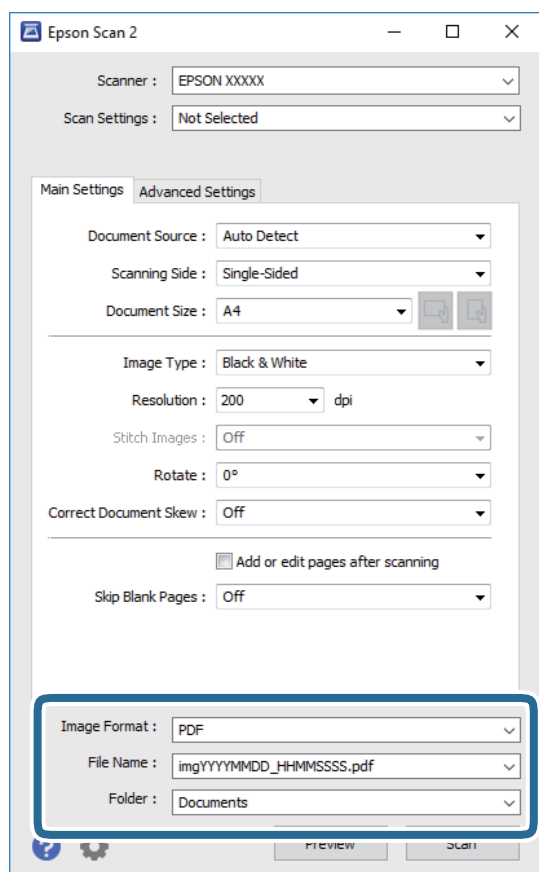 Epson Scan 2
Scanner : EPSON XXXXX
Scan Settings : Not Selected
Main Settings Advanced Settings
Document Source : Auto Detect
Scanning Side : Single-Sided
Document Size : A4
Image Type : Black & White
Resolution : 200 dpi
Stitch Images : Off
Rotate : 0°
Correct Document Skew : Off
Add or edit pages after scanning
Skip Blank Pages : Off
Image Format : PDF
File Name : imgYYYYMMDD_HHMMSSSS.pdf
Folder : Documents
? Preview Scan